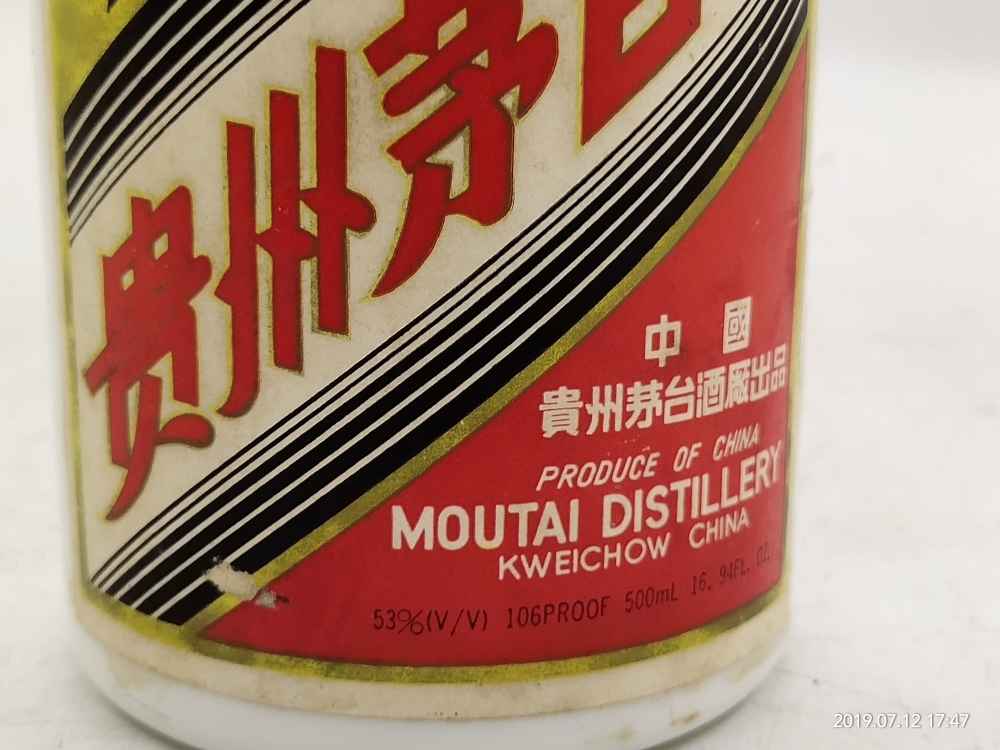 贵州茅台
中國
貴州茅台酒厰出品
PRODUCE OF CHINA
MOUTAI DISTILLERY
KWEICHOW CHINA
53%(V/V) 106PROOF 500mL 16.94FL.OZ.
2019.07.12 17:47